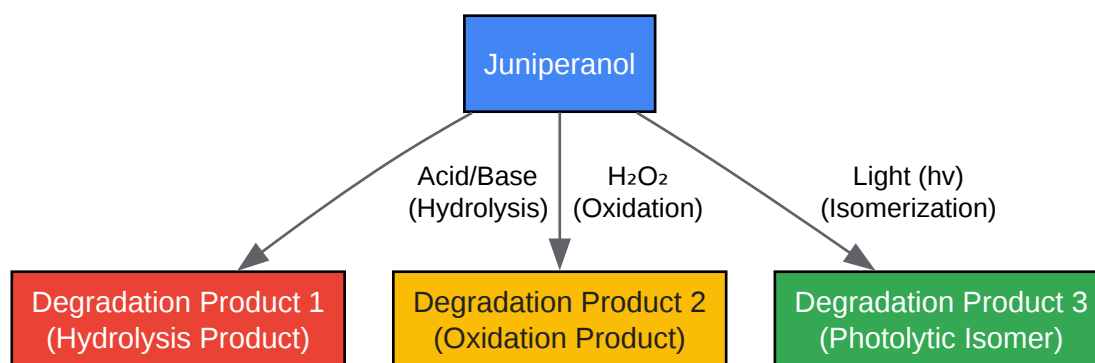 Juniperanol
Acid/Base
(Hydrolysis)
H₂O₂
(Oxidation)
Light (hv)
(Isomerization)
Degradation Product 1
(Hydrolysis Product)
Degradation Product 2
(Oxidation Product)
Degradation Product 3
(Photolytic Isomer)